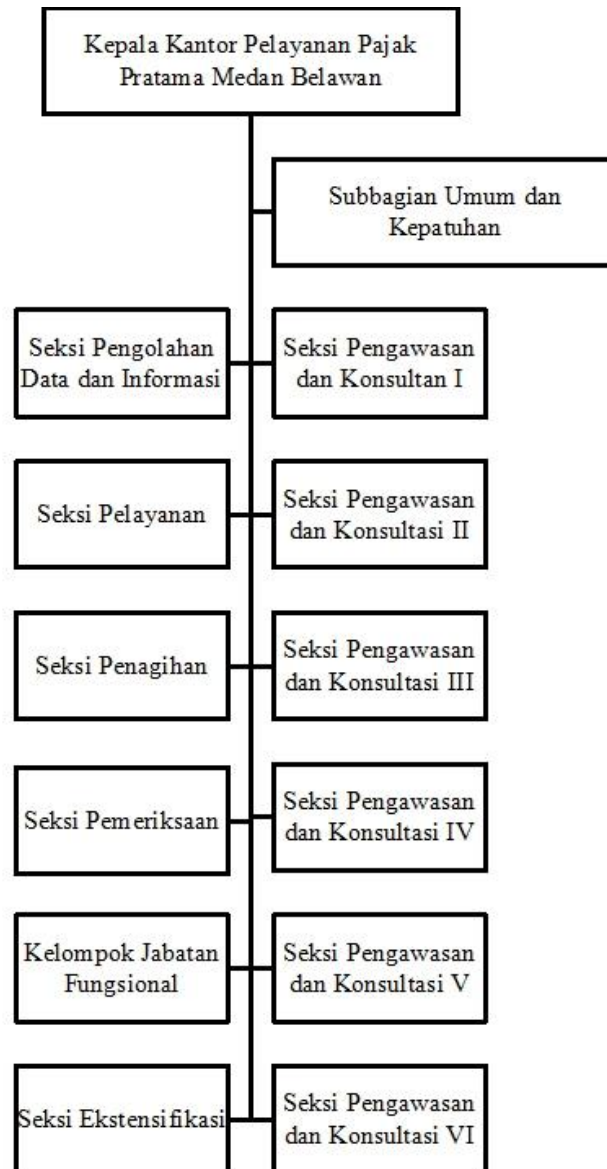 Kepala Kantor Pelayanan Pajak
Pratama Medan Belawan
Subbagian Umum dan
Kepatuhan
Seksi Pengolahan
Data dan Informasi
Seksi Pengawasan
dan Konsultan I
Seksi Pelayanan
Seksi Pengawasan
dan Konsultasi II
Seksi Penagihan
Seksi Pengawasan
dan Konsultasi III
Seksi Pemeriksaan
Seksi Pengawasan
dan Konsultasi IV
Kelompok Jabatan
Fungsional
Seksi Pengawasan
dan Konsultasi V
Seksi Ekstensifikasi
Seksi Pengawasan
dan Konsultasi VI